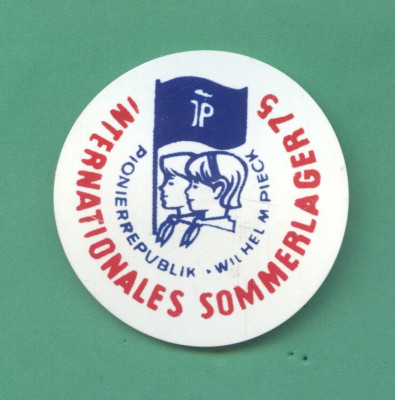 INTERNATIONALES SOMMERLAGER 75
JP
PIONIERREPUBLIK · WILHELM PIECK